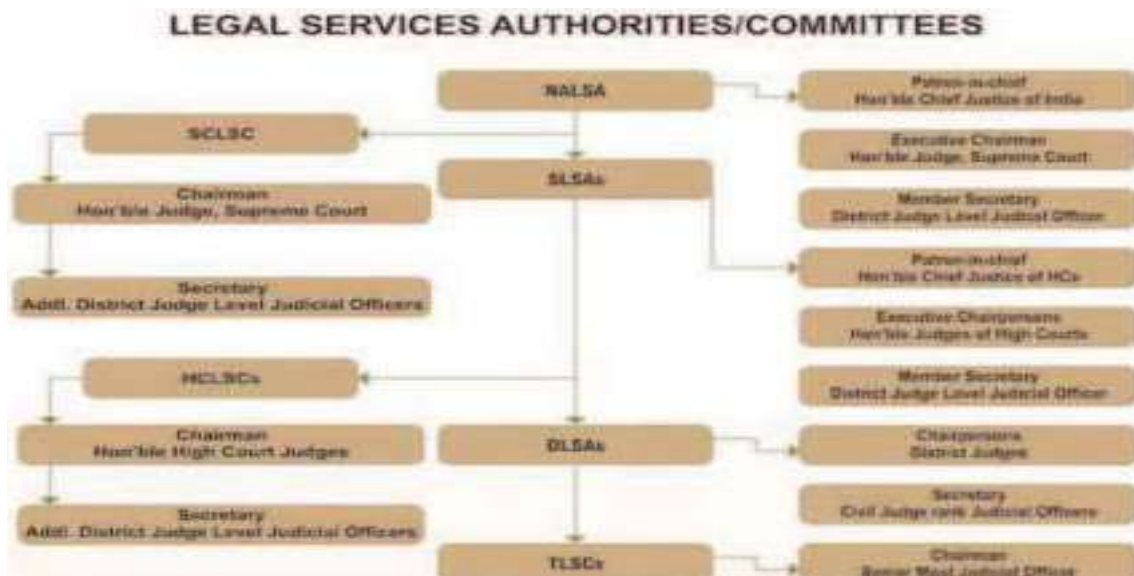 LEGAL SERVICES AUTHORITIES/COMMITTEES
NALSA
Patron-in-chief
Hon'ble Chief Justice of India
SCLSC
Executive Chairman
Hon'ble Judge, Supreme Court
SLSAs
Chairman
Hon'ble Judge, Supreme Court
Member Secretary
District Judge Level Judicial Officer
Patron-in-chief
Hon'ble Chief Justice of HCs
Secretary
Addl. District Judge Level Judicial Officers
Executive Chairpersons
Hon'ble Judges of High Courts
HCLSCs
Member Secretary
District Judge Level Judicial Officer
Chairman
Hon'ble High Court Judges
DLSAs
Chairpersons
District Judges
Secretary
Addl. District Judge Level Judicial Officers
Secretary
Civil Judge rank Judicial Officers
TLSCs
Chairman
Senior Most Judicial Officer